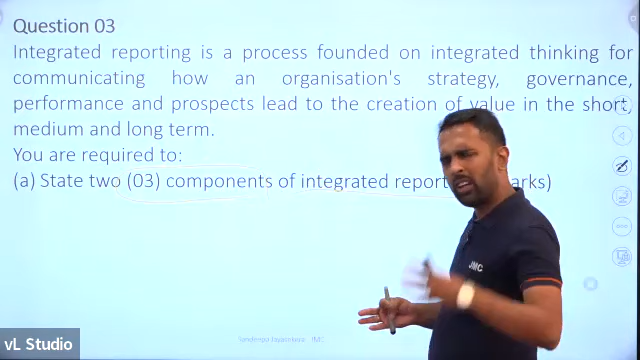 Question 03
Integrated reporting is a process founded on integrated thinking for
communicating how an organisation's strategy, governance,
performance and prospects lead to the creation of value in the short,
medium and long term.
You are required to:
(a) State two (03) components of integrated report arks)
JMC
vL Studio
JMC